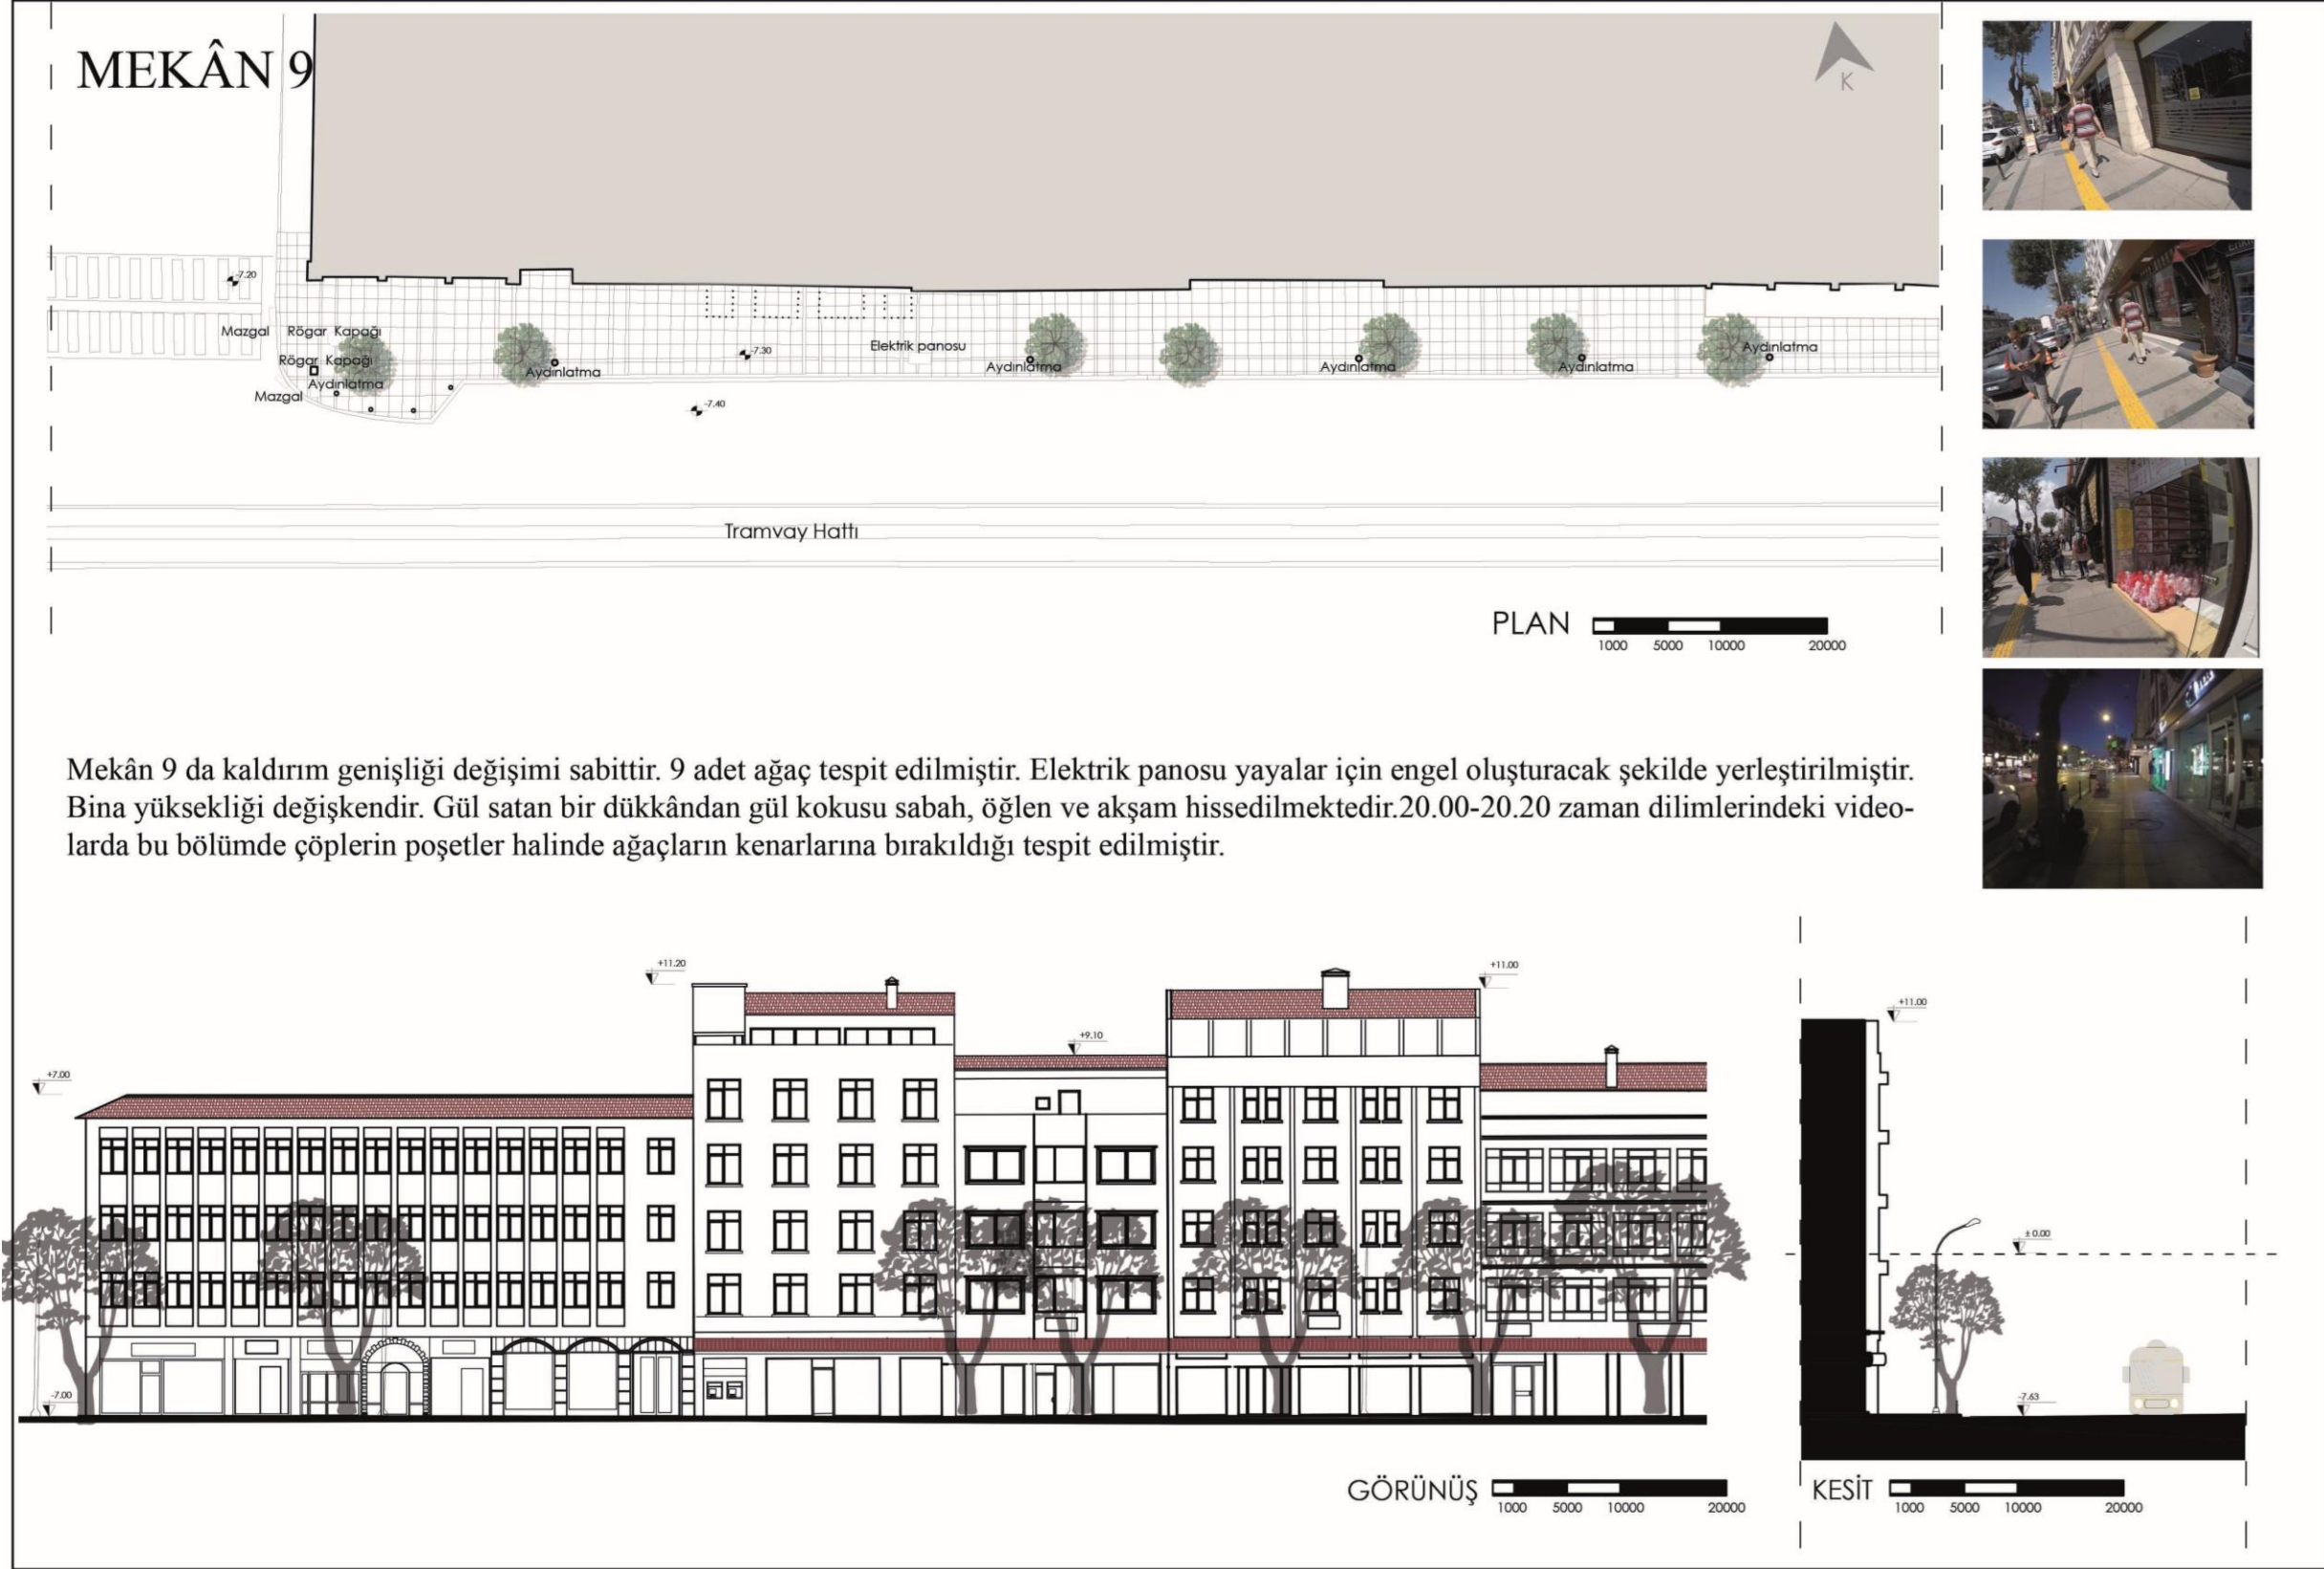 MEKÂN 9
K
-7.20
Mazgal
Rögar Kapağı
Rögar Kapağı
Aydınlatma
Mazgal
Aydınlatma
-7.30
Elektrik panosu
Aydınlatma
Aydınlatma
Aydınlatma
Aydınlatma
-7.40
Tramvay Hattı
PLAN
1000 5000 10000 20000
Mekân 9 da kaldırım genişliği değişimi sabittir. 9 adet ağaç tespit edilmiştir. Elektrik panosu yayalar için engel oluşturacak şekilde yerleştirilmiştir.
Bina yüksekliği değişkendir. Gül satan bir dükkândan gül kokusu sabah, öğlen ve akşam hissedilmektedir.20.00-20.20 zaman dilimlerindeki video-
larda bu bölümde çöplerin poşetler halinde ağaçların kenarlarına bırakıldığı tespit edilmiştir.
+7.00
+11.20
+9.10
+11.00
-7.00
GÖRÜNÜŞ
1000 5000 10000 20000
+11.00
± 0.00
-7.63
KESİT
1000 5000 10000 20000